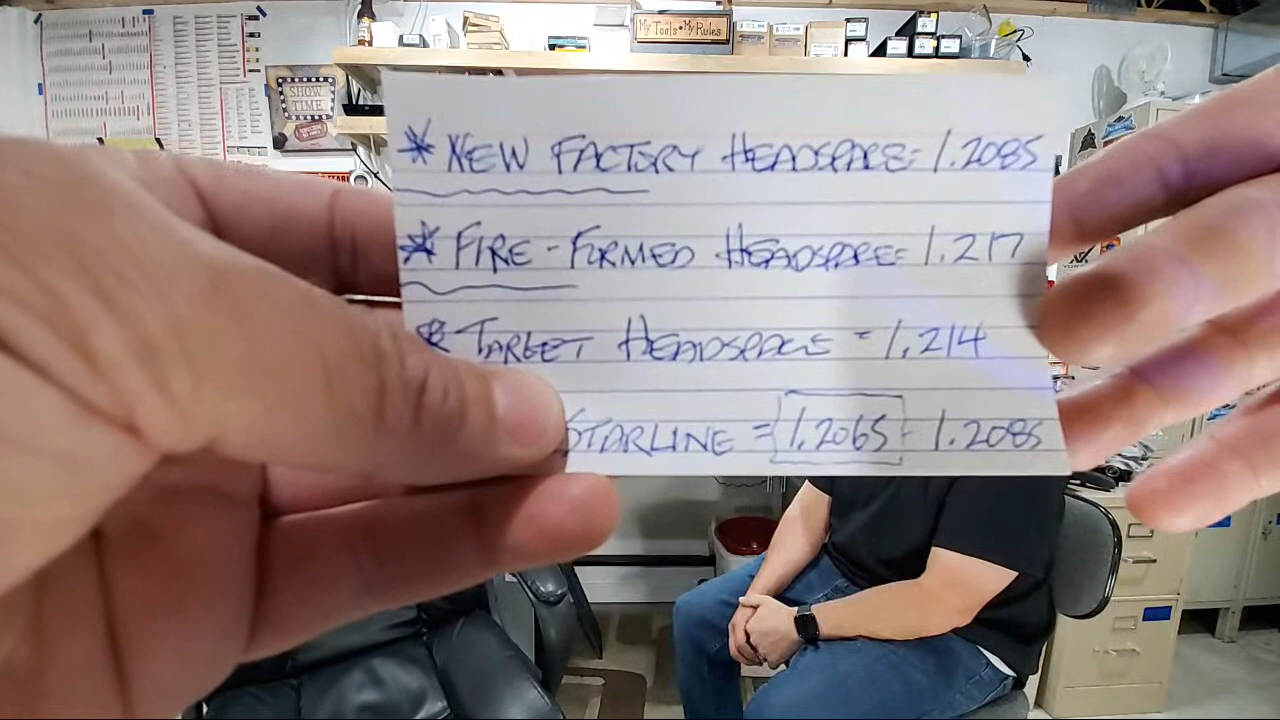 My Tools•My Rules
SHOW
TIME
* NEW FACTORY HEADSPACE = 1.2085
* FIRE-FORMED HEADSPACE = 1.217
* TARGET HEADSPACE = 1.214
STARLINE = 1.2065 - 1.2085